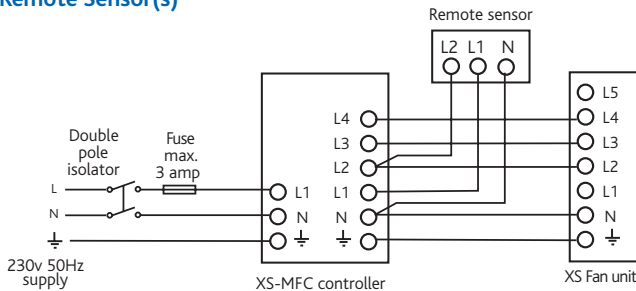 Remote Sensor(s)
Remote sensor
L2 L1 N
L5
L4 L4
L3 L3
L2 L2
L1 L1 L1
N N N
Double
pole
isolator
Fuse
max.
3 amp
L
N
230v 50Hz
supply
XS-MFC controller
XS Fan unit